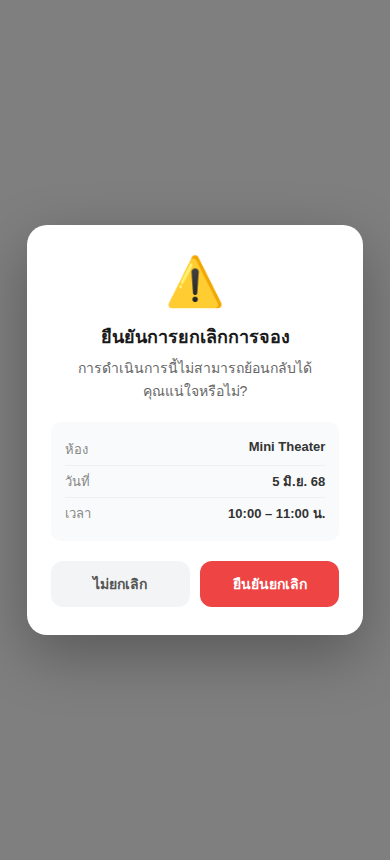 ยืนยันการยกเลิกการจอง
การดำเนินการนี้ไม่สามารถย้อนกลับได้
คุณแน่ใจหรือไม่?
ห้อง Mini Theater
วันที่ 5 มิ.ย. 68
เวลา 10:00 – 11:00 น.
ไม่ยกเลิก ยืนยันยกเลิก